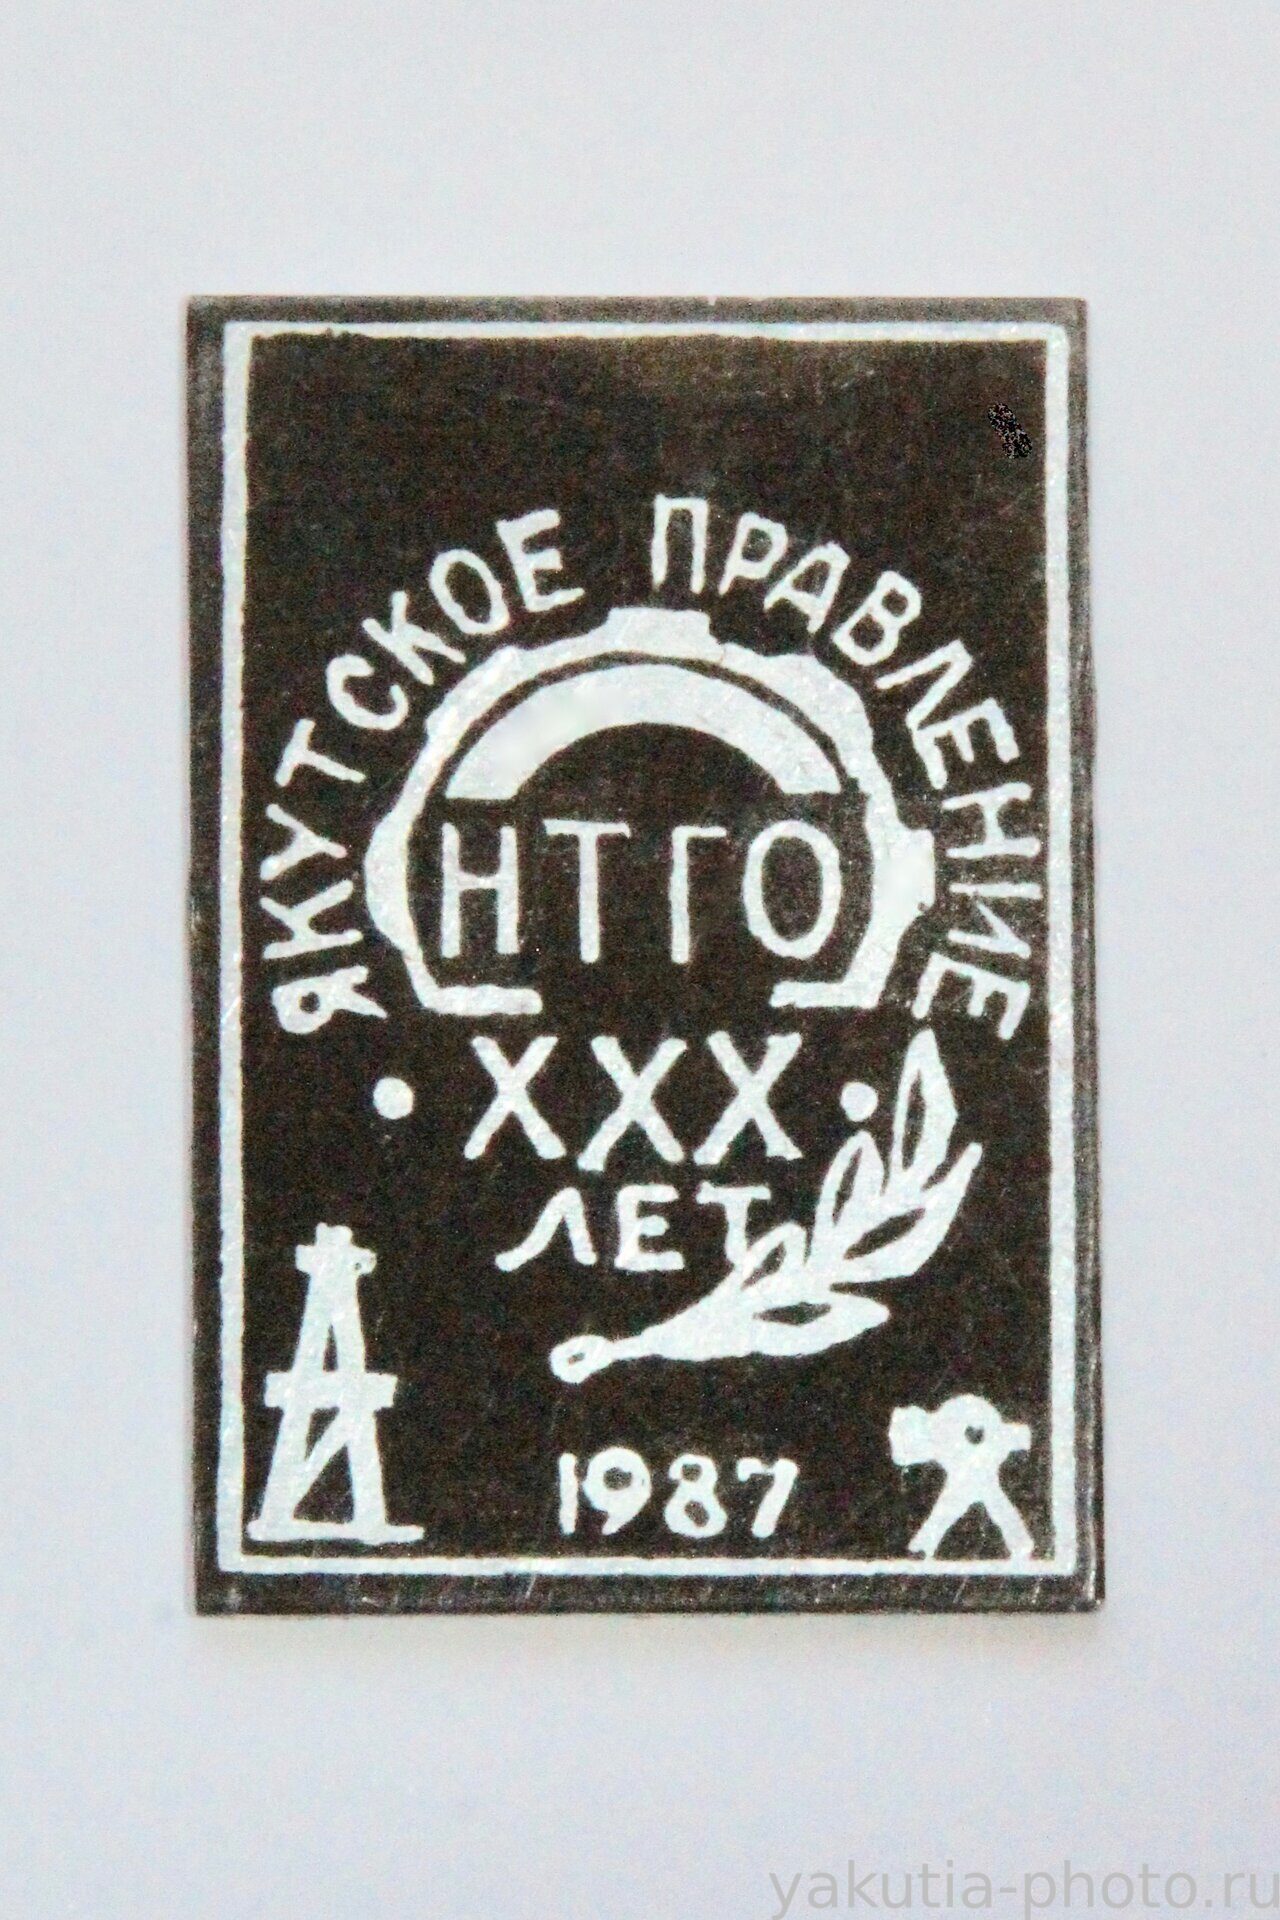 ЯКУТСКОЕ ПРАВЛЕНИЕ
НТГО
XXX
ЛЕТ
1987
yakutia-photo.ru